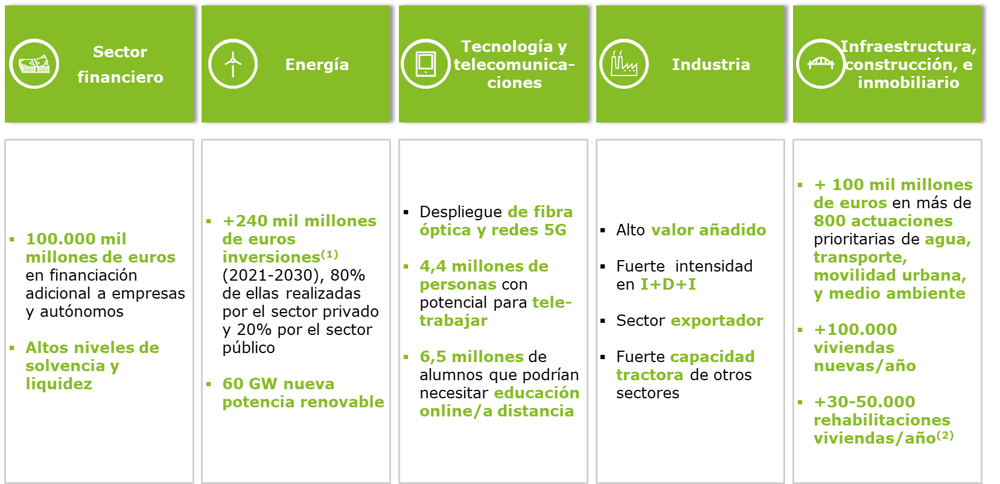 Sector
financiero
Energía
Tecnología y
telecomunica-
ciones
Industria
Infraestructura,
construcción, e
inmobiliario
▪ 100.000 mil
millones de euros
en financiación
adicional a empresas
y autónomos
▪ Altos niveles de
solvencia y
liquidez
▪ +240 mil millones
de euros
inversiones(1)
(2021-2030), 80%
de ellas realizadas
por el sector privado
y 20% por el sector
público
▪ 60 GW nueva
potencia renovable
▪ Despliegue de fibra
óptica y redes 5G
▪ 4,4 millones de
personas con
potencial para tele-
trabajar
▪ 6,5 millones de
alumnos que podrían
necesitar educación
online/a distancia
▪ Alto valor añadido
▪ Fuerte intensidad
en I+D+I
▪ Sector exportador
▪ Fuerte capacidad
tractora de otros
sectores
▪ + 100 mil millones
de euros en más de
800 actuaciones
prioritarias de agua,
transporte,
movilidad urbana,
y medio ambiente
▪ +100.000
viviendas
nuevas/año
▪ +30-50.000
rehabilitaciones
viviendas/año(2)